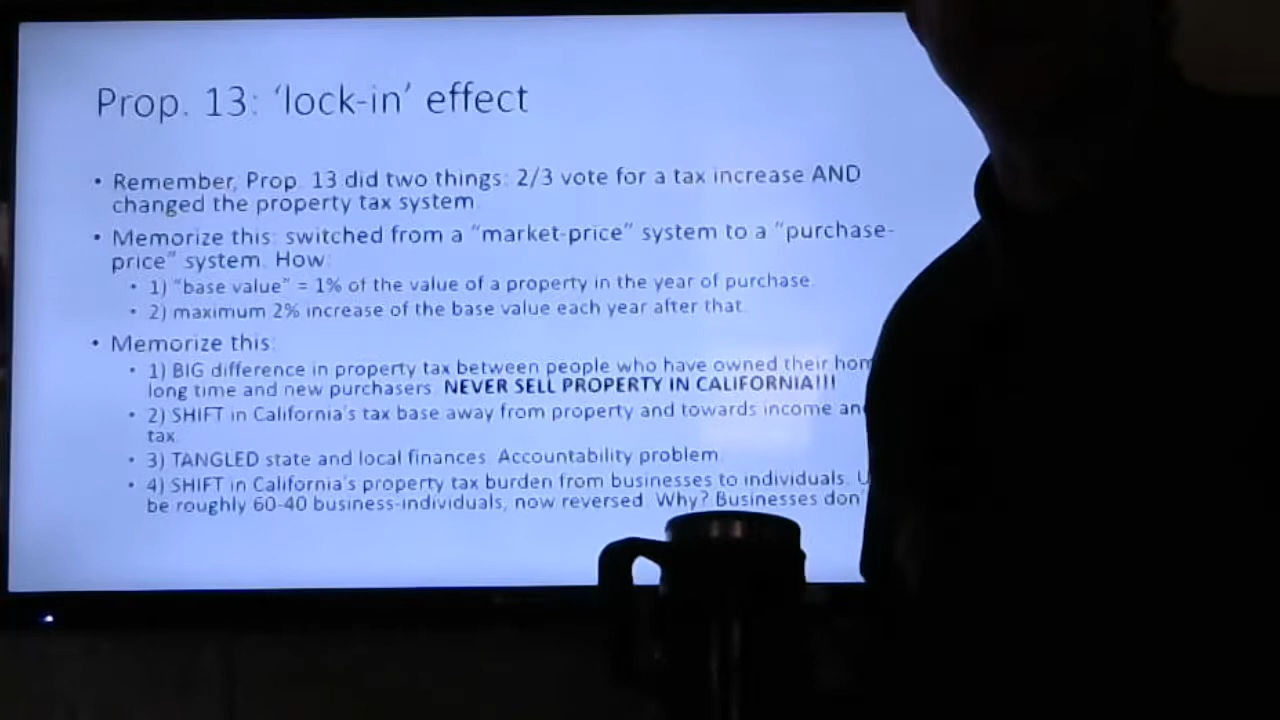 Prop. 13: ‘lock-in’ effect
• Remember, Prop. 13 did two things: 2/3 vote for a tax increase AND
changed the property tax system.
• Memorize this: switched from a “market-price” system to a “purchase-
price” system. How:
• 1) “base value” = 1% of the value of a property in the year of purchase.
• 2) maximum 2% increase of the base value each year after that.
• Memorize this:
• 1) BIG difference in property tax between people who have owned their
long time and new purchasers. NEVER SELL PROPERTY IN CALIFORNIA!!!
• 2) SHIFT in California’s tax base away from property and towards income
tax.
• 3) TANGLED state and local finances. Accountability problem.
• 4) SHIFT in California’s property tax burden from businesses to individuals.
be roughly 60-40 business-individuals, now reversed. Why? Businesses